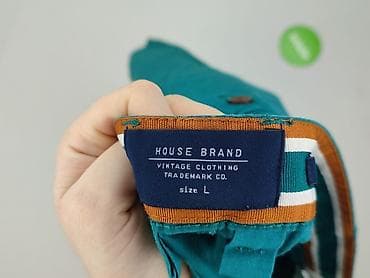 HOUSE BRAND
VINTAGE CLOTHING
TRADEMARK CO.
size L